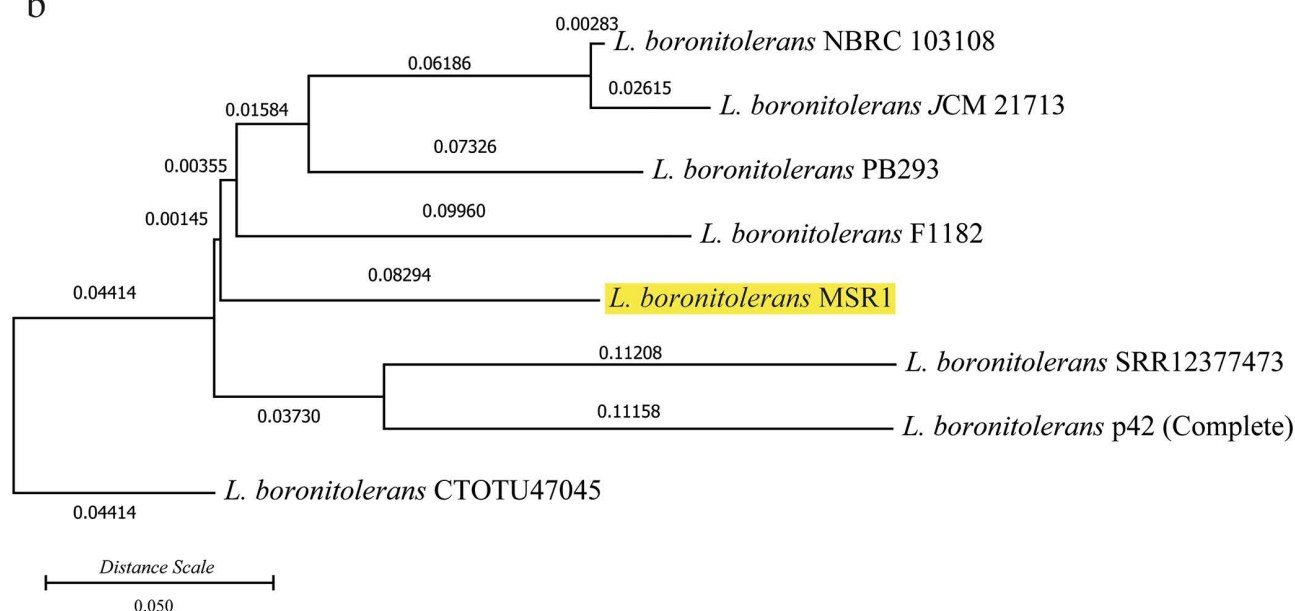 b
0.00283
L. boronitolerans NBRC 103108
0.06186
0.02615
L. boronitolerans JCM 21713
0.01584
0.07326
L. boronitolerans PB293
0.00355
0.09960
L. boronitolerans F1182
0.00145
0.08294
L. boronitolerans MSR1
0.04414
0.11208
L. boronitolerans SRR12377473
0.03730
0.11158
L. boronitolerans p42 (Complete)
L. boronitolerans CTOTU47045
0.04414
Distance Scale
0.050